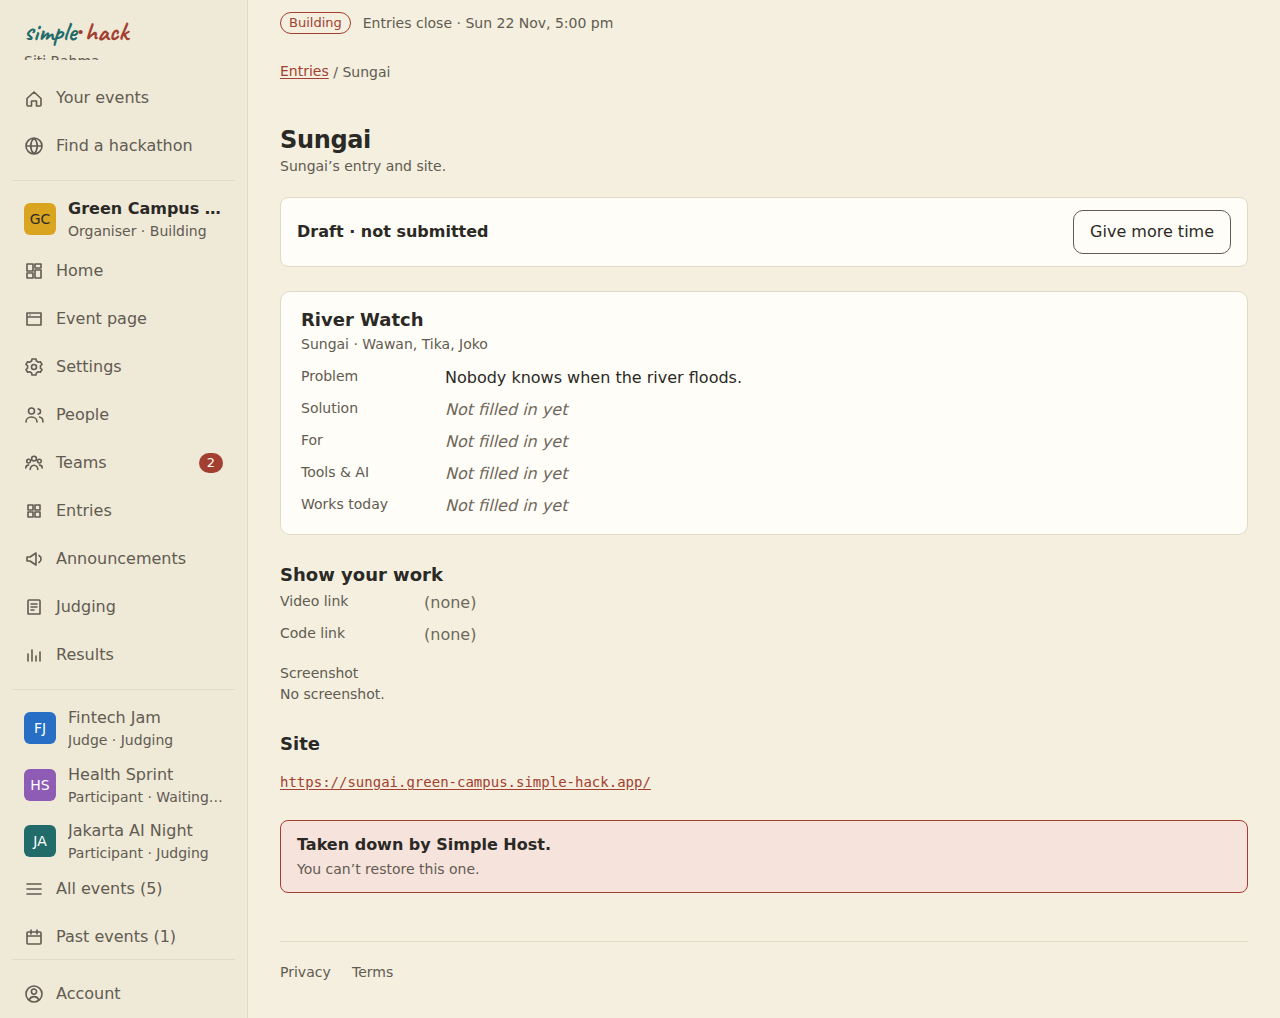 simple·hack
Siti Rahma
Your events
Find a hackathon
GC
Green Campus …
Organiser · Building
Home
Event page
Settings
People
Teams
2
Entries
Announcements
Judging
Results
FJ
Fintech Jam
Judge · Judging
HS
Health Sprint
Participant · Waiting…
JA
Jakarta AI Night
Participant · Judging
All events (5)
Past events (1)
Account
Building
Entries close · Sun 22 Nov, 5:00 pm
Entries / Sungai
Sungai
Sungai’s entry and site.
Draft · not submitted
Give more time
River Watch
Sungai · Wawan, Tika, Joko
Problem Nobody knows when the river floods.
Solution Not filled in yet
For Not filled in yet
Tools & AI Not filled in yet
Works today Not filled in yet
Show your work
Video link (none)
Code link (none)
Screenshot
No screenshot.
Site
https://sungai.green-campus.simple-hack.app/
Taken down by Simple Host.
You can’t restore this one.
Privacy Terms